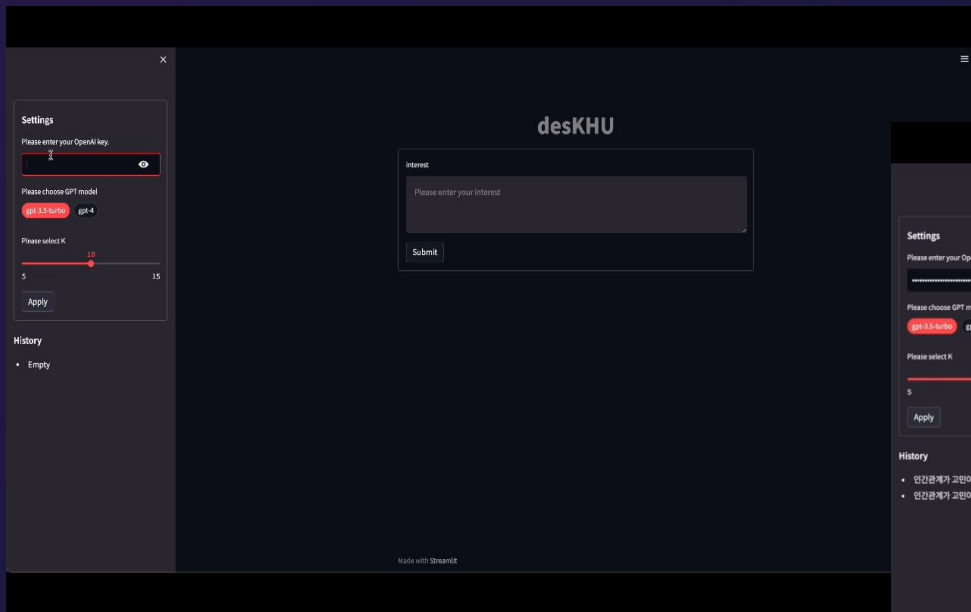 Settings
Please enter your OpenAI key.
Please choose GPT model
gpt-3.5-turbo gpt-4
Please select K
10
5 15
Apply
History
• Empty
desKHU
interest
Please enter your interest
Submit
Made with Streamlit
Settings
Please enter your Op
Please choose GPT m
gpt-3.5-turbo
Please select K
5
Apply
History
• 인간관계가 고민이
• 인간관계가 고민이